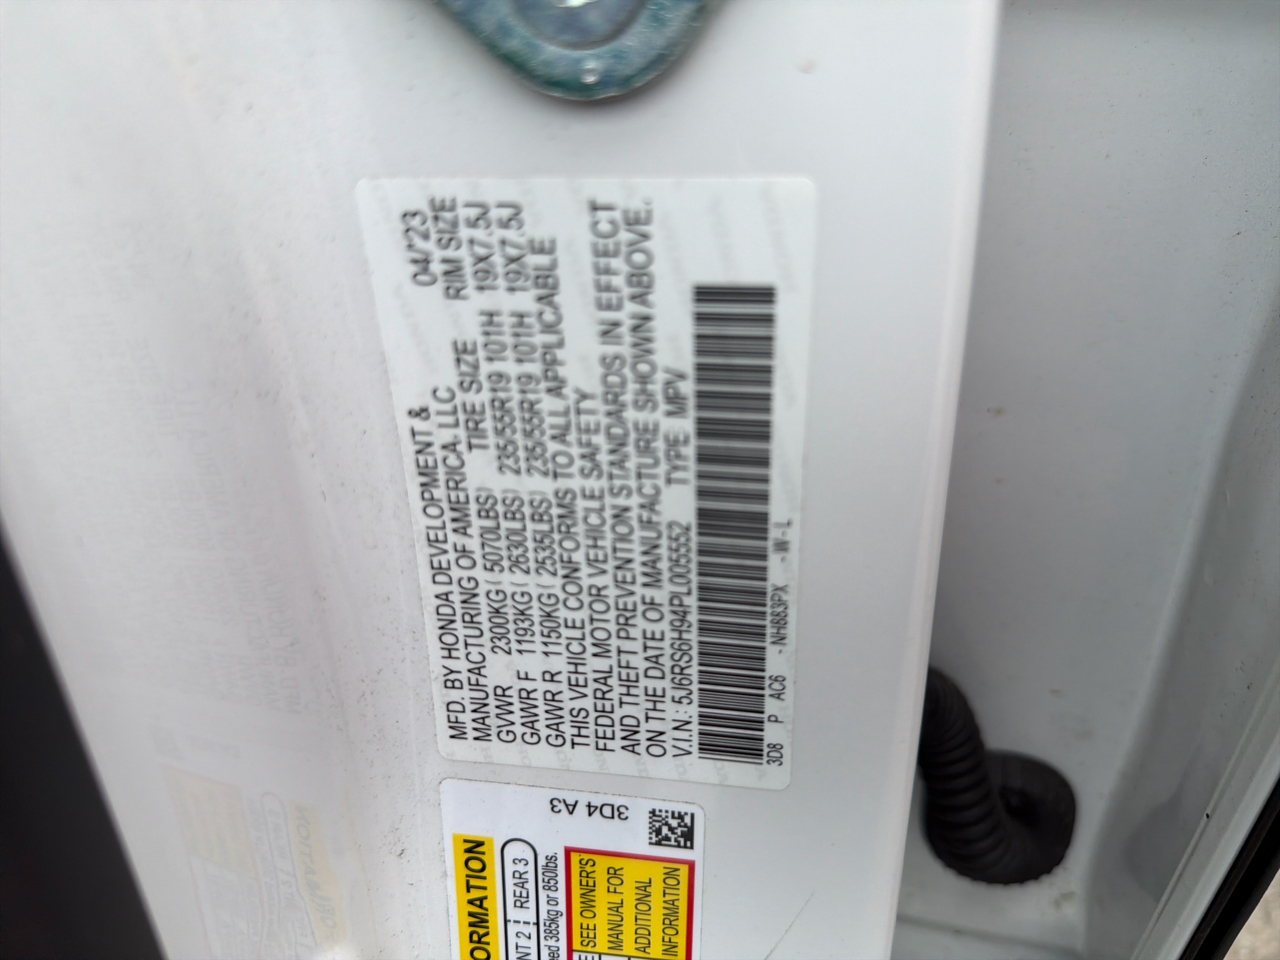 MFD. BY HONDA DEVELOPMENT & 04/'23
MANUFACTURING OF AMERICA, LLC TIRE SIZE RIM SIZE
GVWR 2300KG ( 5070LBS) 235/55R19 101H 19X7.5J
GAWR F 1193KG ( 2630LBS) 235/55R19 101H 19X7.5J
GAWR R 1150KG ( 2535LBS)
THIS VEHICLE CONFORMS TO ALL APPLICABLE
FEDERAL MOTOR VEHICLE SAFETY
AND THEFT PREVENTION STANDARDS IN EFFECT
ON THE DATE OF MANUFACTURE SHOWN ABOVE.
V.I.N.: 5J6RS6H94PL005552 TYPE: MPV
3D8 P AC6 - NH883PX - W - L
3D4 A3
ORMATION
NT 2 REAR 3
ed 385kg or 850lbs.
SEE OWNER'S
MANUAL FOR
ADDITIONAL
INFORMATION